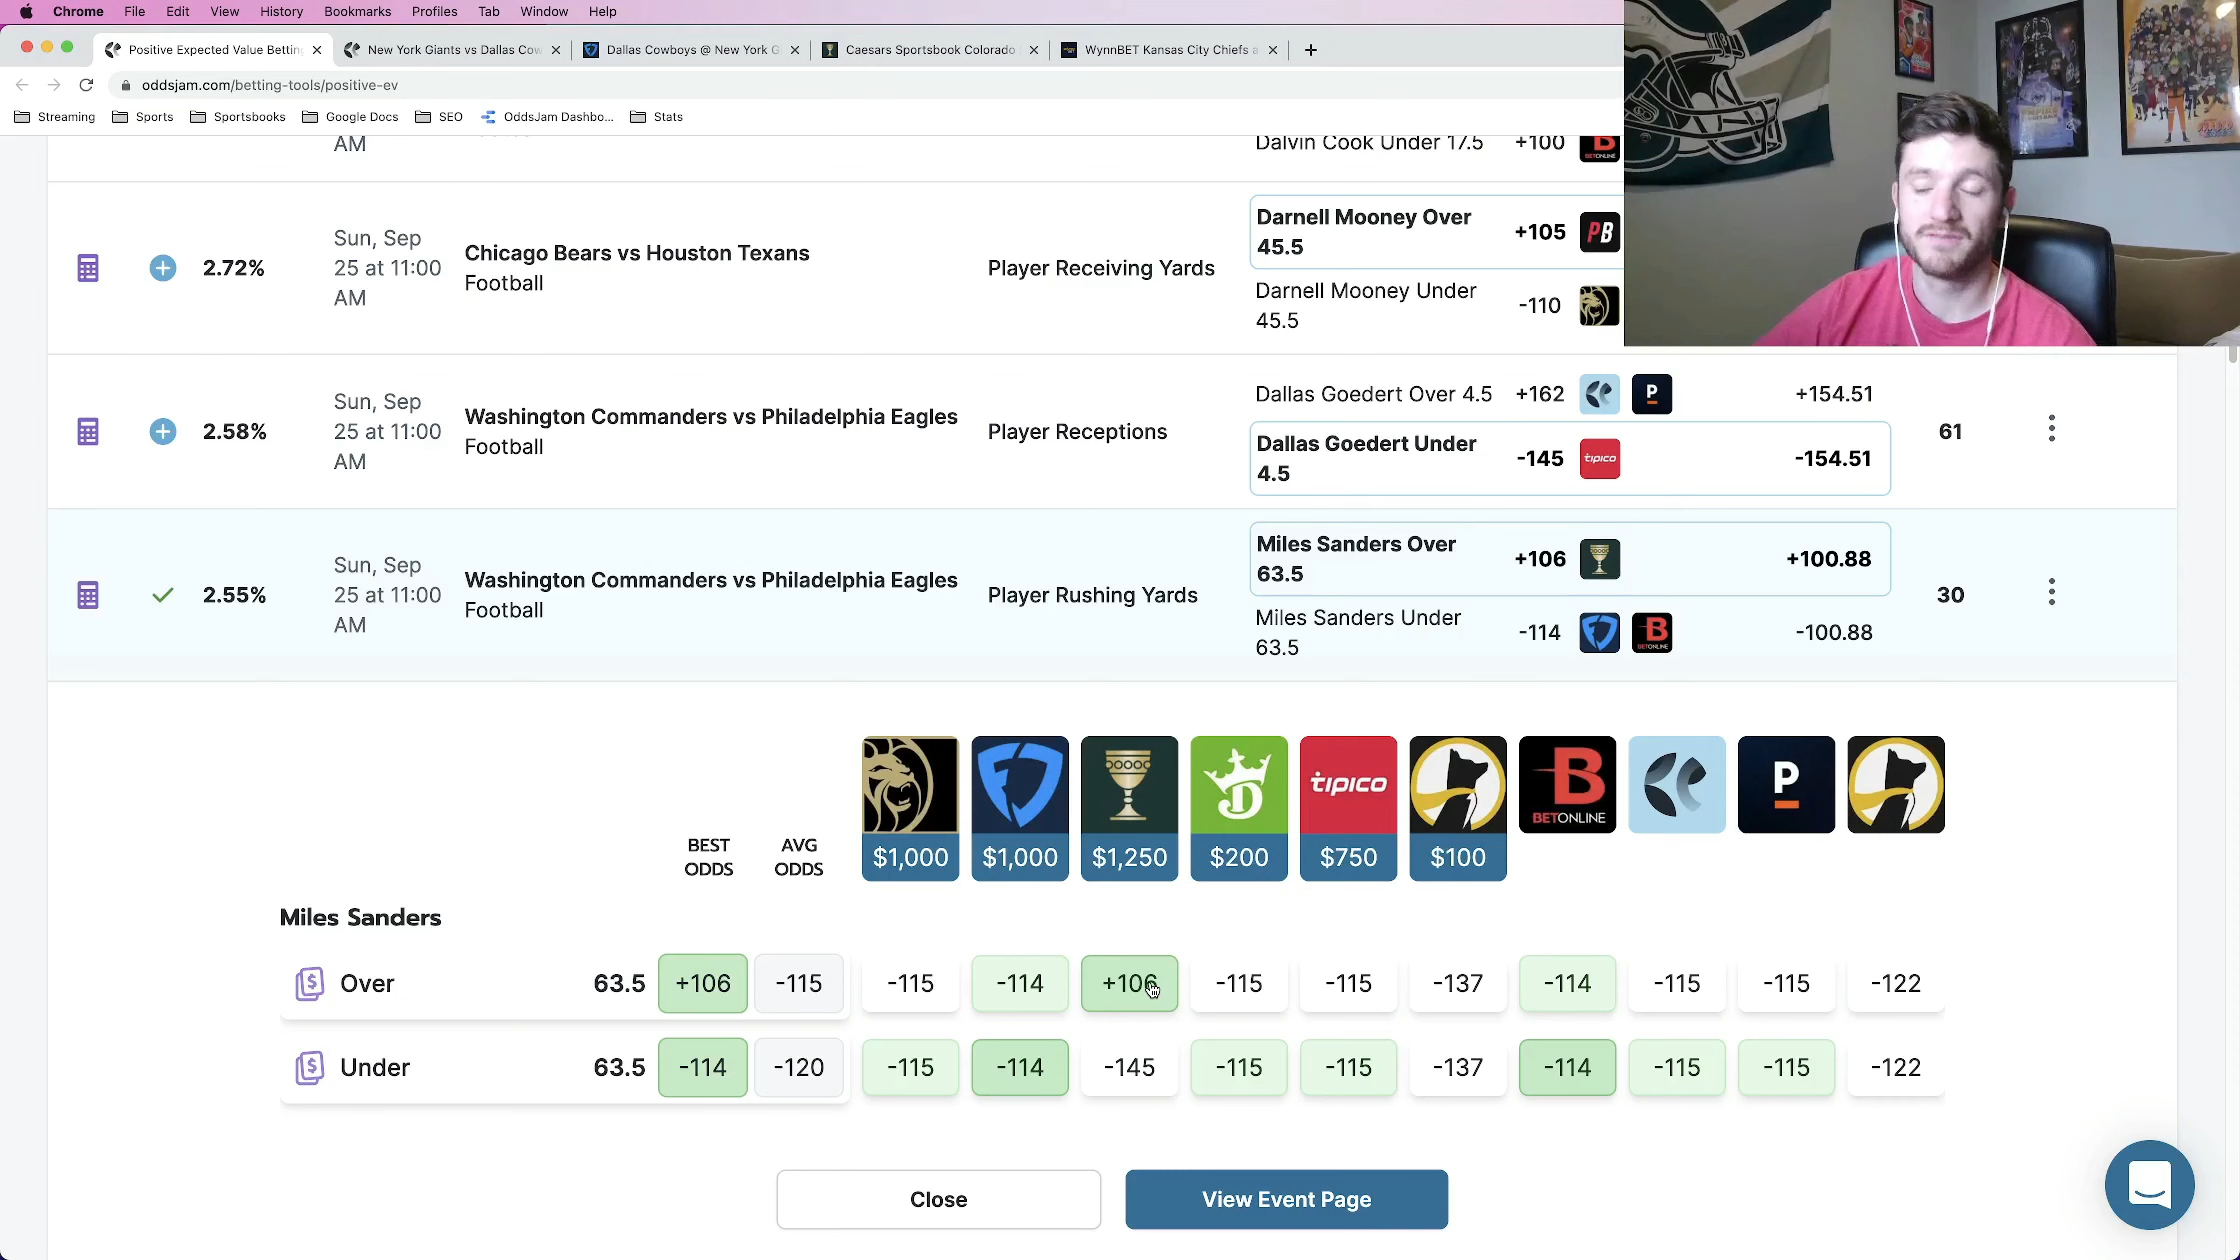 Chrome File Edit View History Bookmarks Profiles Tab Window Help
Positive Expected Value Bettin
New York Giants vs Dallas Cow
Dallas Cowboys @ New York G
Caesars Sportsbook Colorado
WynnBET Kansas City Chiefs a
oddsjam.com/betting-tools/positive-ev
Streaming Sports Sportsbooks Google Docs SEO OddsJam Dashbo... Stats
AM
Dalvin Cook Under 17.5 +100
BETONLINE
2.72%
Sun, Sep
25 at 11:00
AM
Chicago Bears vs Houston Texans
Football
Player Receiving Yards
Darnell Mooney Over
45.5
+105
PB
Darnell Mooney Under
45.5
-110
2.58%
Sun, Sep
25 at 11:00
AM
Washington Commanders vs Philadelphia Eagles
Football
Player Receptions
Dallas Goedert Over 4.5 +162 P +154.51
Dallas Goedert Under
4.5
-145 tipico -154.51
61
2.55%
Sun, Sep
25 at 11:00
AM
Washington Commanders vs Philadelphia Eagles
Football
Player Rushing Yards
Miles Sanders Over
63.5
+106 +100.88
Miles Sanders Under
63.5
-114 B BETONLINE -100.88
30
BEST
ODDS
AVG
ODDS
tipico B BETONLINE P
$1,000 $1,000 $1,250 $200 $750 $100
Miles Sanders
Over 63.5 +106 -115 -115 -114 +106 -115 -115 -137 -114 -115 -115 -122
Under 63.5 -114 -120 -115 -114 -145 -115 -115 -137 -114 -115 -115 -122
Close View Event Page